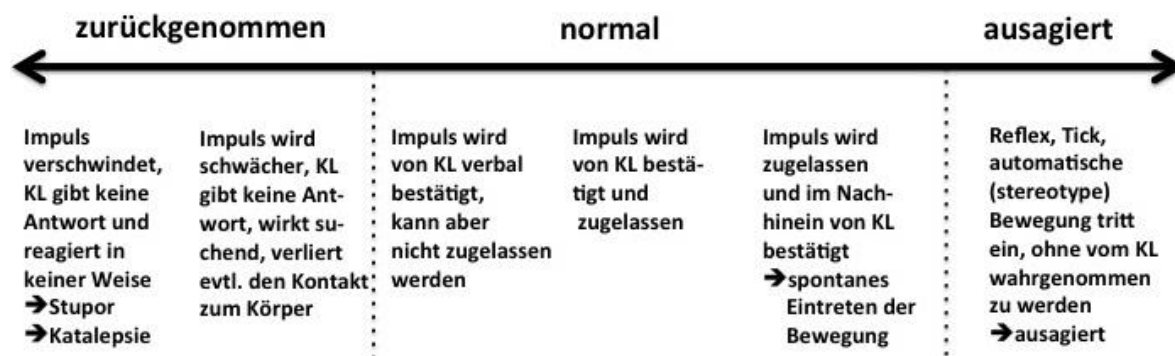 zurückgenommen
normal
ausagiert
Impuls
verschwindet,
KL gibt keine
Antwort und
reagiert in
keiner Weise
➔Stupor
➔Katalepsie
Impuls wird
schwächer, KL
gibt keine Ant-
wort, wirkt su-
chend, verliert
evtl. den Kontakt
zum Körper
Impuls wird
von KL verbal
bestätigt,
kann aber
nicht zugelassen
werden
Impuls wird
von KL bestä-
tigt und
zugelassen
Impuls wird
zugelassen
und im Nach-
hinein von KL
bestätigt
➔spontanes
Eintreten der
Bewegung
Reflex, Tick,
automatische
(stereotype)
Bewegung tritt
ein, ohne vom KL
wahrgenommen
zu werden
➔ausagiert